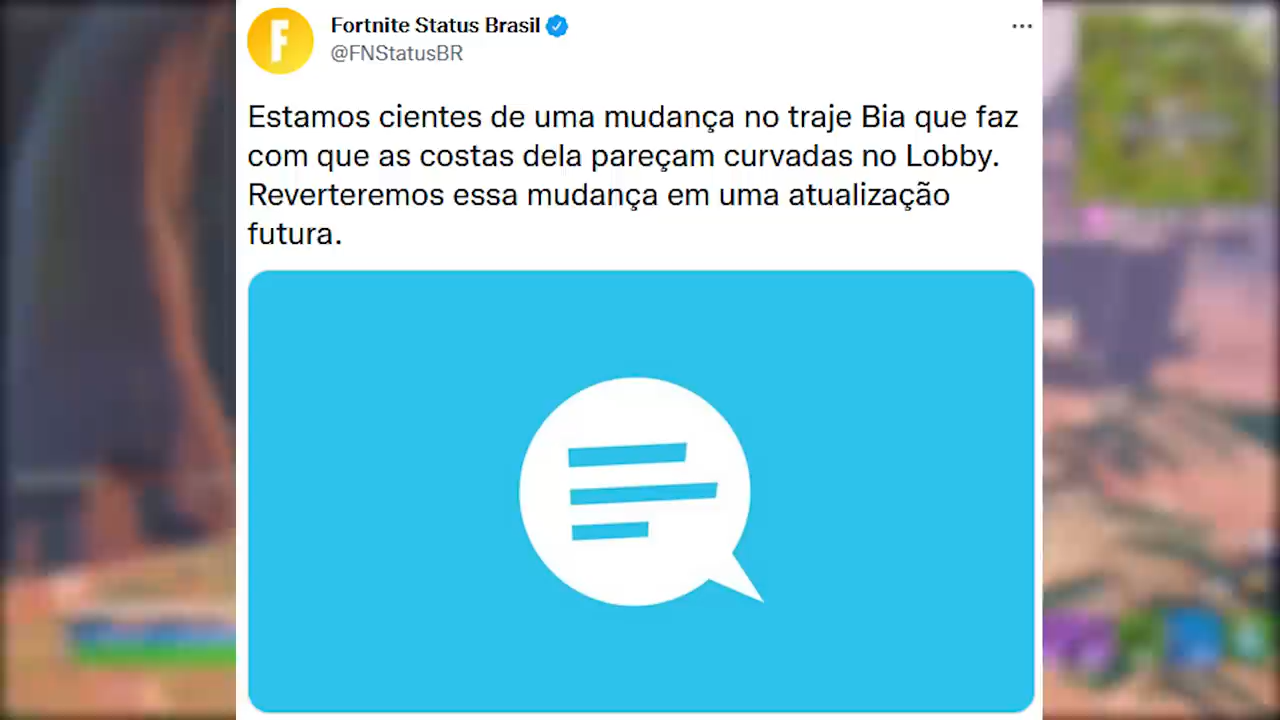 Fortnite Status Brasil
@FNStatusBR
Estamos cientes de uma mudança no traje Bia que faz
com que as costas dela pareçam curvadas no Lobby.
Reverteremos essa mudança em uma atualização
futura.